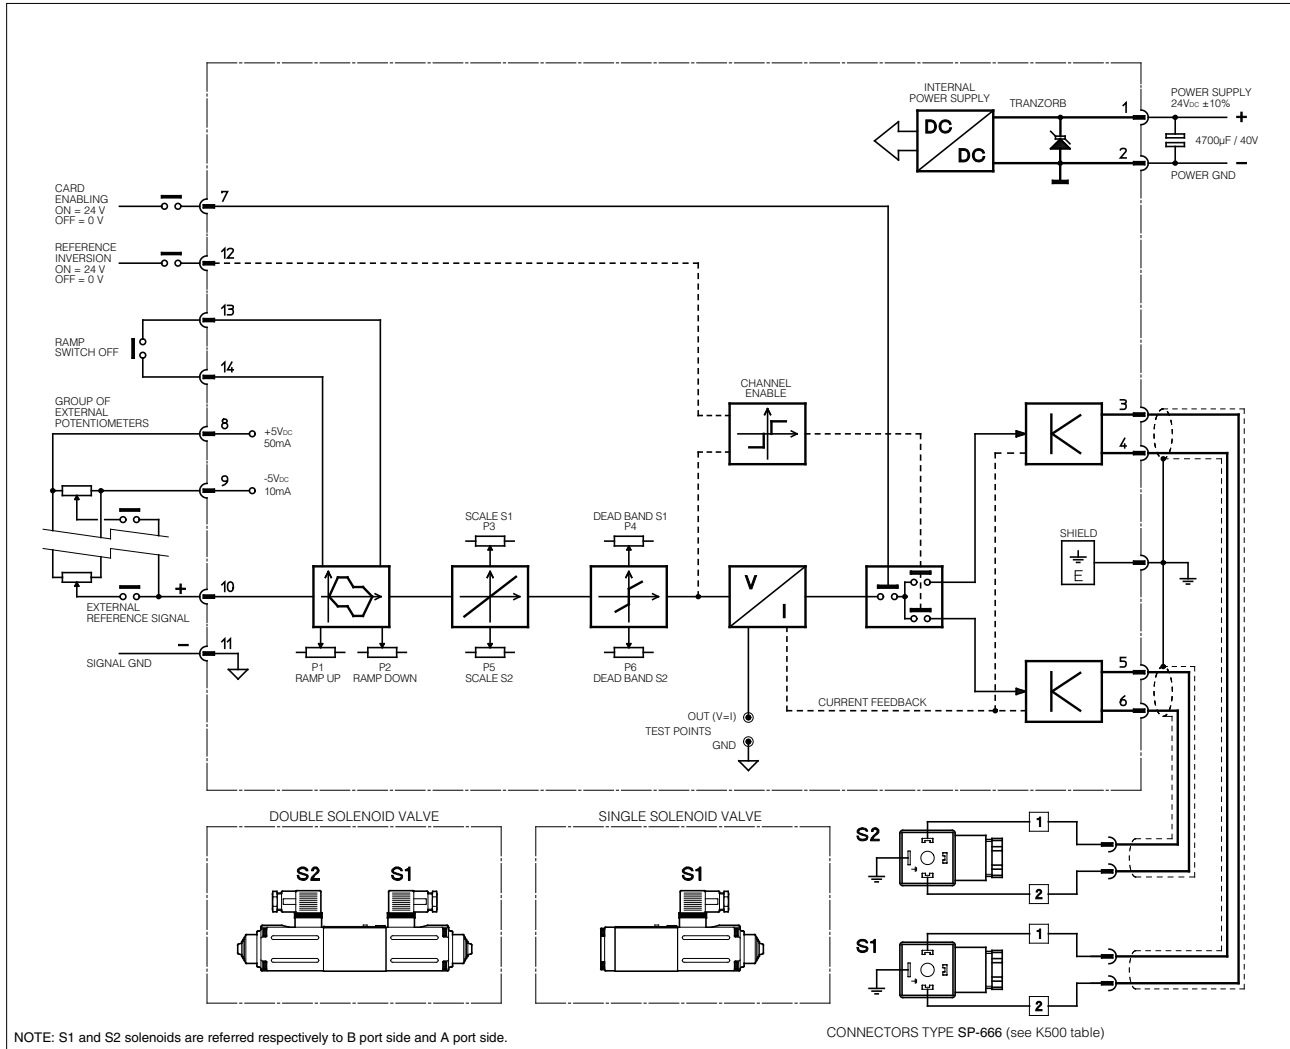 INTERNAL
POWER SUPPLY
TRANZORB
DC
DC
1
2
POWER SUPPLY
24VDC ±10%
+
4700µF / 40V
−
POWER GND
CARD
ENABLING
ON = 24 V
OFF = 0 V
7
REFERENCE
INVERSION
ON = 24 V
OFF = 0 V
12
13
RAMP
SWITCH OFF
14
GROUP OF
EXTERNAL
POTENTIOMETERS
8
+5VDC
50mA
9
-5VDC
10mA
CHANNEL
ENABLE
K
3
4
SHIELD
E
SCALE S1
P3
DEAD BAND S1
P4
+
10
EXTERNAL
REFERENCE SIGNAL
−
11
SIGNAL GND
P1
RAMP UP
P2
RAMP DOWN
P5
SCALE S2
P6
DEAD BAND S2
V
I
K
5
6
CURRENT FEEDBACK
OUT (V=I)
TEST POINTS
GND
DOUBLE SOLENOID VALVE
S2
S1
SINGLE SOLENOID VALVE
S1
S2
1
2
S1
1
2
CONNECTORS TYPE SP-666 (see K500 table)
NOTE: S1 and S2 solenoids are referred respectively to B port side and A port side.